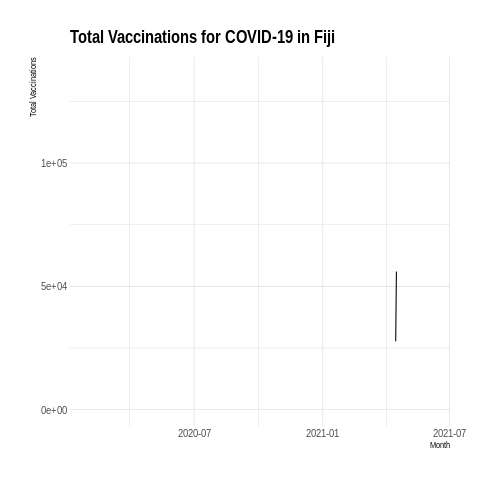 Total Vaccinations for COVID-19 in Fiji
Total Vaccinations
1e+05
5e+04
0e+00
2020-07
2021-01
2021-07
Month